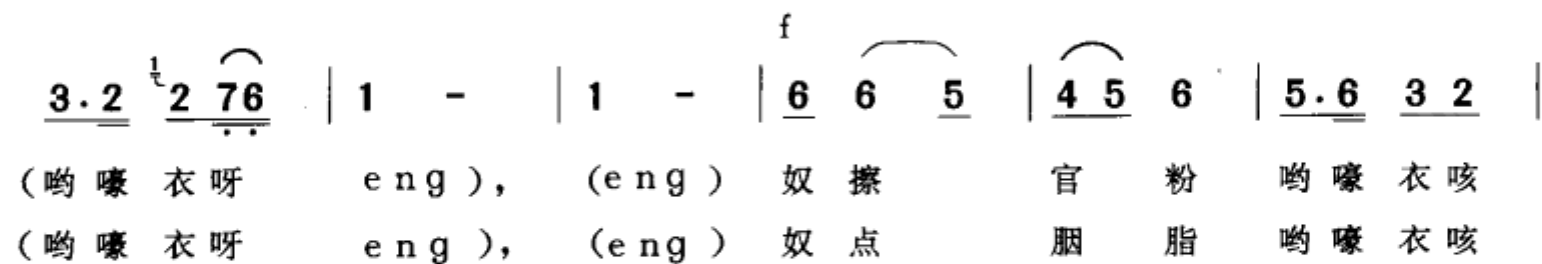 f
3·2 1 2 76 | 1 - | 1 - | 6 6 5 | 4 5 6 | 5·6 3 2 |
(哟嚎衣呀 eng), (eng) 奴擦 官粉 哟嚎衣咳
(哟嚎衣呀 eng), (eng) 奴点 胭脂 哟嚎衣咳